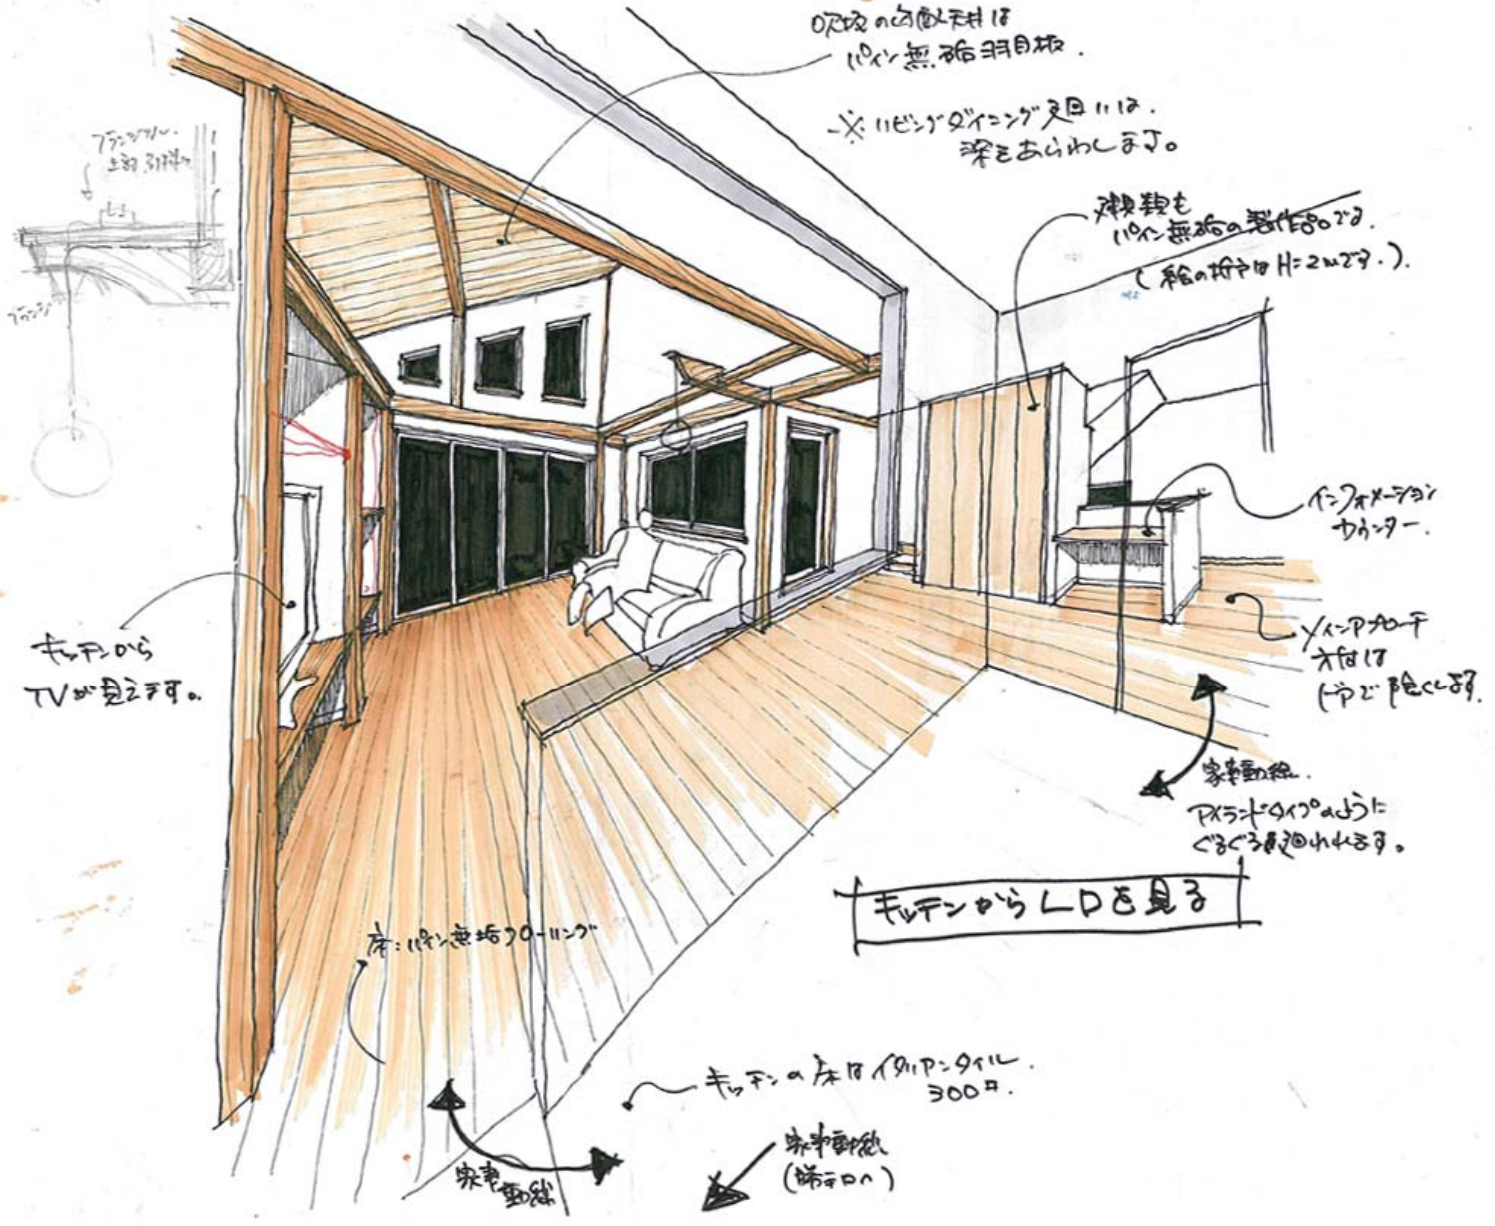 吹抜の勾配天井は
パイン無垢羽目板.
※リビングダイニング廻りは.
梁をあらわします。
建具類も
パイン無垢の製作品です.
(絵の折戸はH=2mです.).
インフォメーション
カウンター.
メインアプローチ
方向は
ドアで隠くします.
家事動線.
アイランドタイプのように
ぐるぐる廻われます。
キッチンからLDを見る
キッチンから
TVが見えます。
床:パイン無垢フローリング
キッチンの床はイタリアンタイル.
300角.
家事動線
(勝手口へ)
家事
動線